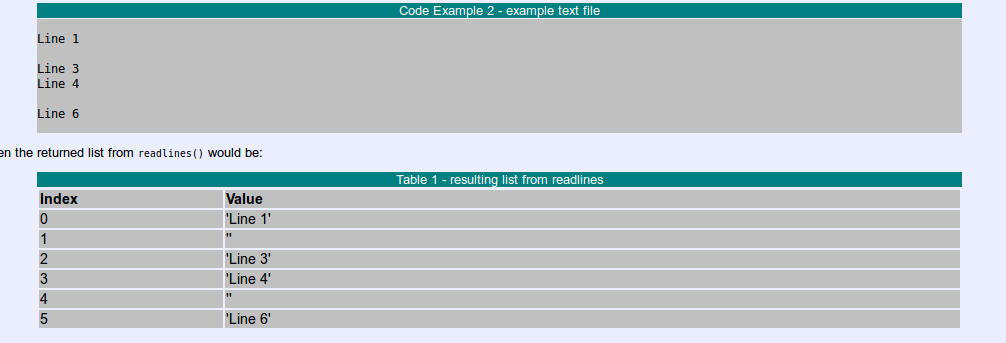 Code Example 2 - example text file
Line 1
Line 3
Line 4
Line 6
en the returned list from readlines() would be:
Table 1 - resulting list from readlines
Index Value
0 'Line 1'
1 ''
2 'Line 3'
3 'Line 4'
4 ''
5 'Line 6'